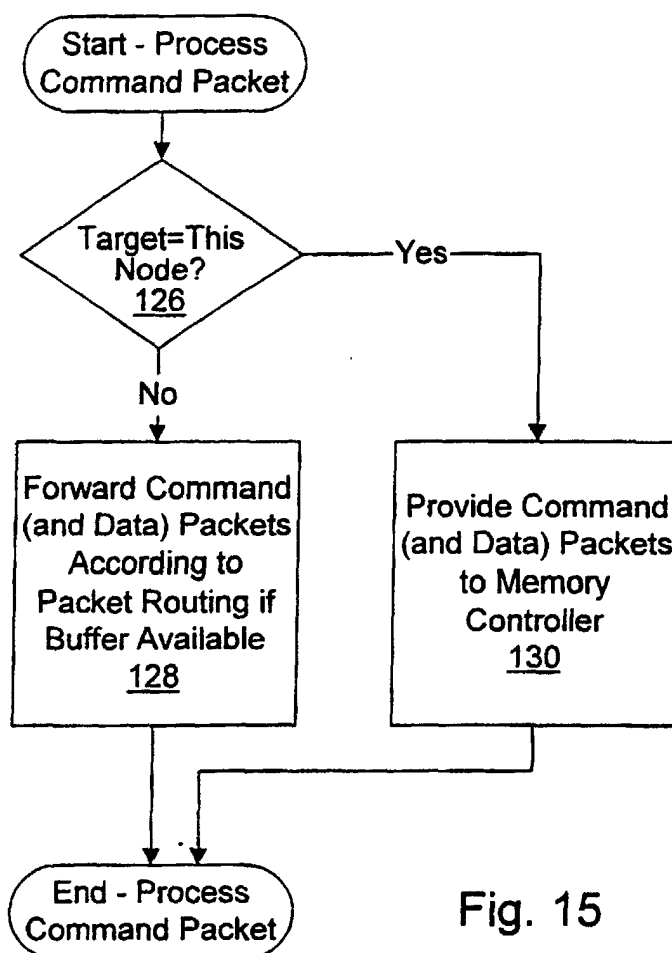 Start - Process
Command Packet
Target=This
Node?
126
Yes
No
Forward Command
(and Data) Packets
According to
Packet Routing if
Buffer Available
128
Provide Command
(and Data) Packets
to Memory
Controller
130
End - Process
Command Packet
Fig. 15